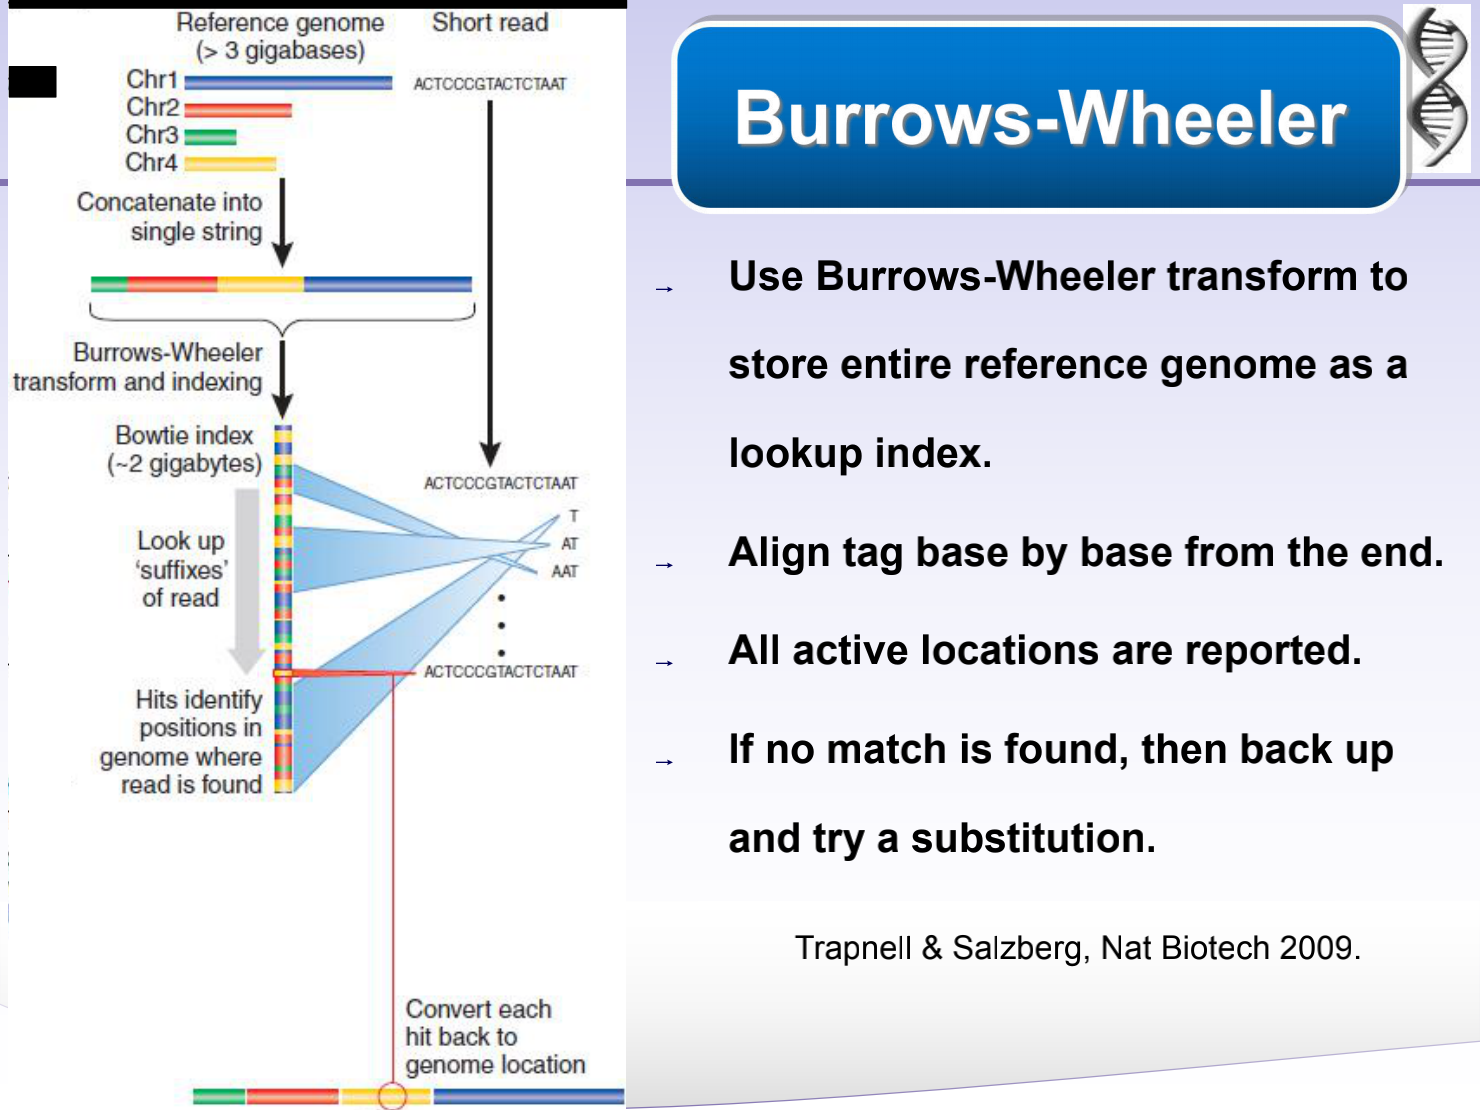 Reference genome
(> 3 gigabases)
Short read
Chr1
ACTCCCGTACTCTAAT
Chr2
Chr3
Chr4
Concatenate into
single string
Burrows-Wheeler
transform and indexing
Bowtie index
(~2 gigabytes)
ACTCCCGTACTCTAAT
T
AT
AAT
Look up
‘suffixes’
of read
ACTCCCGTACTCTAAT
Hits identify
positions in
genome where
read is found
Convert each
hit back to
genome location
Burrows-Wheeler
→ Use Burrows-Wheeler transform to
store entire reference genome as a
lookup index.
→ Align tag base by base from the end.
→ All active locations are reported.
→ If no match is found, then back up
and try a substitution.
Trapnell & Salzberg, Nat Biotech 2009.